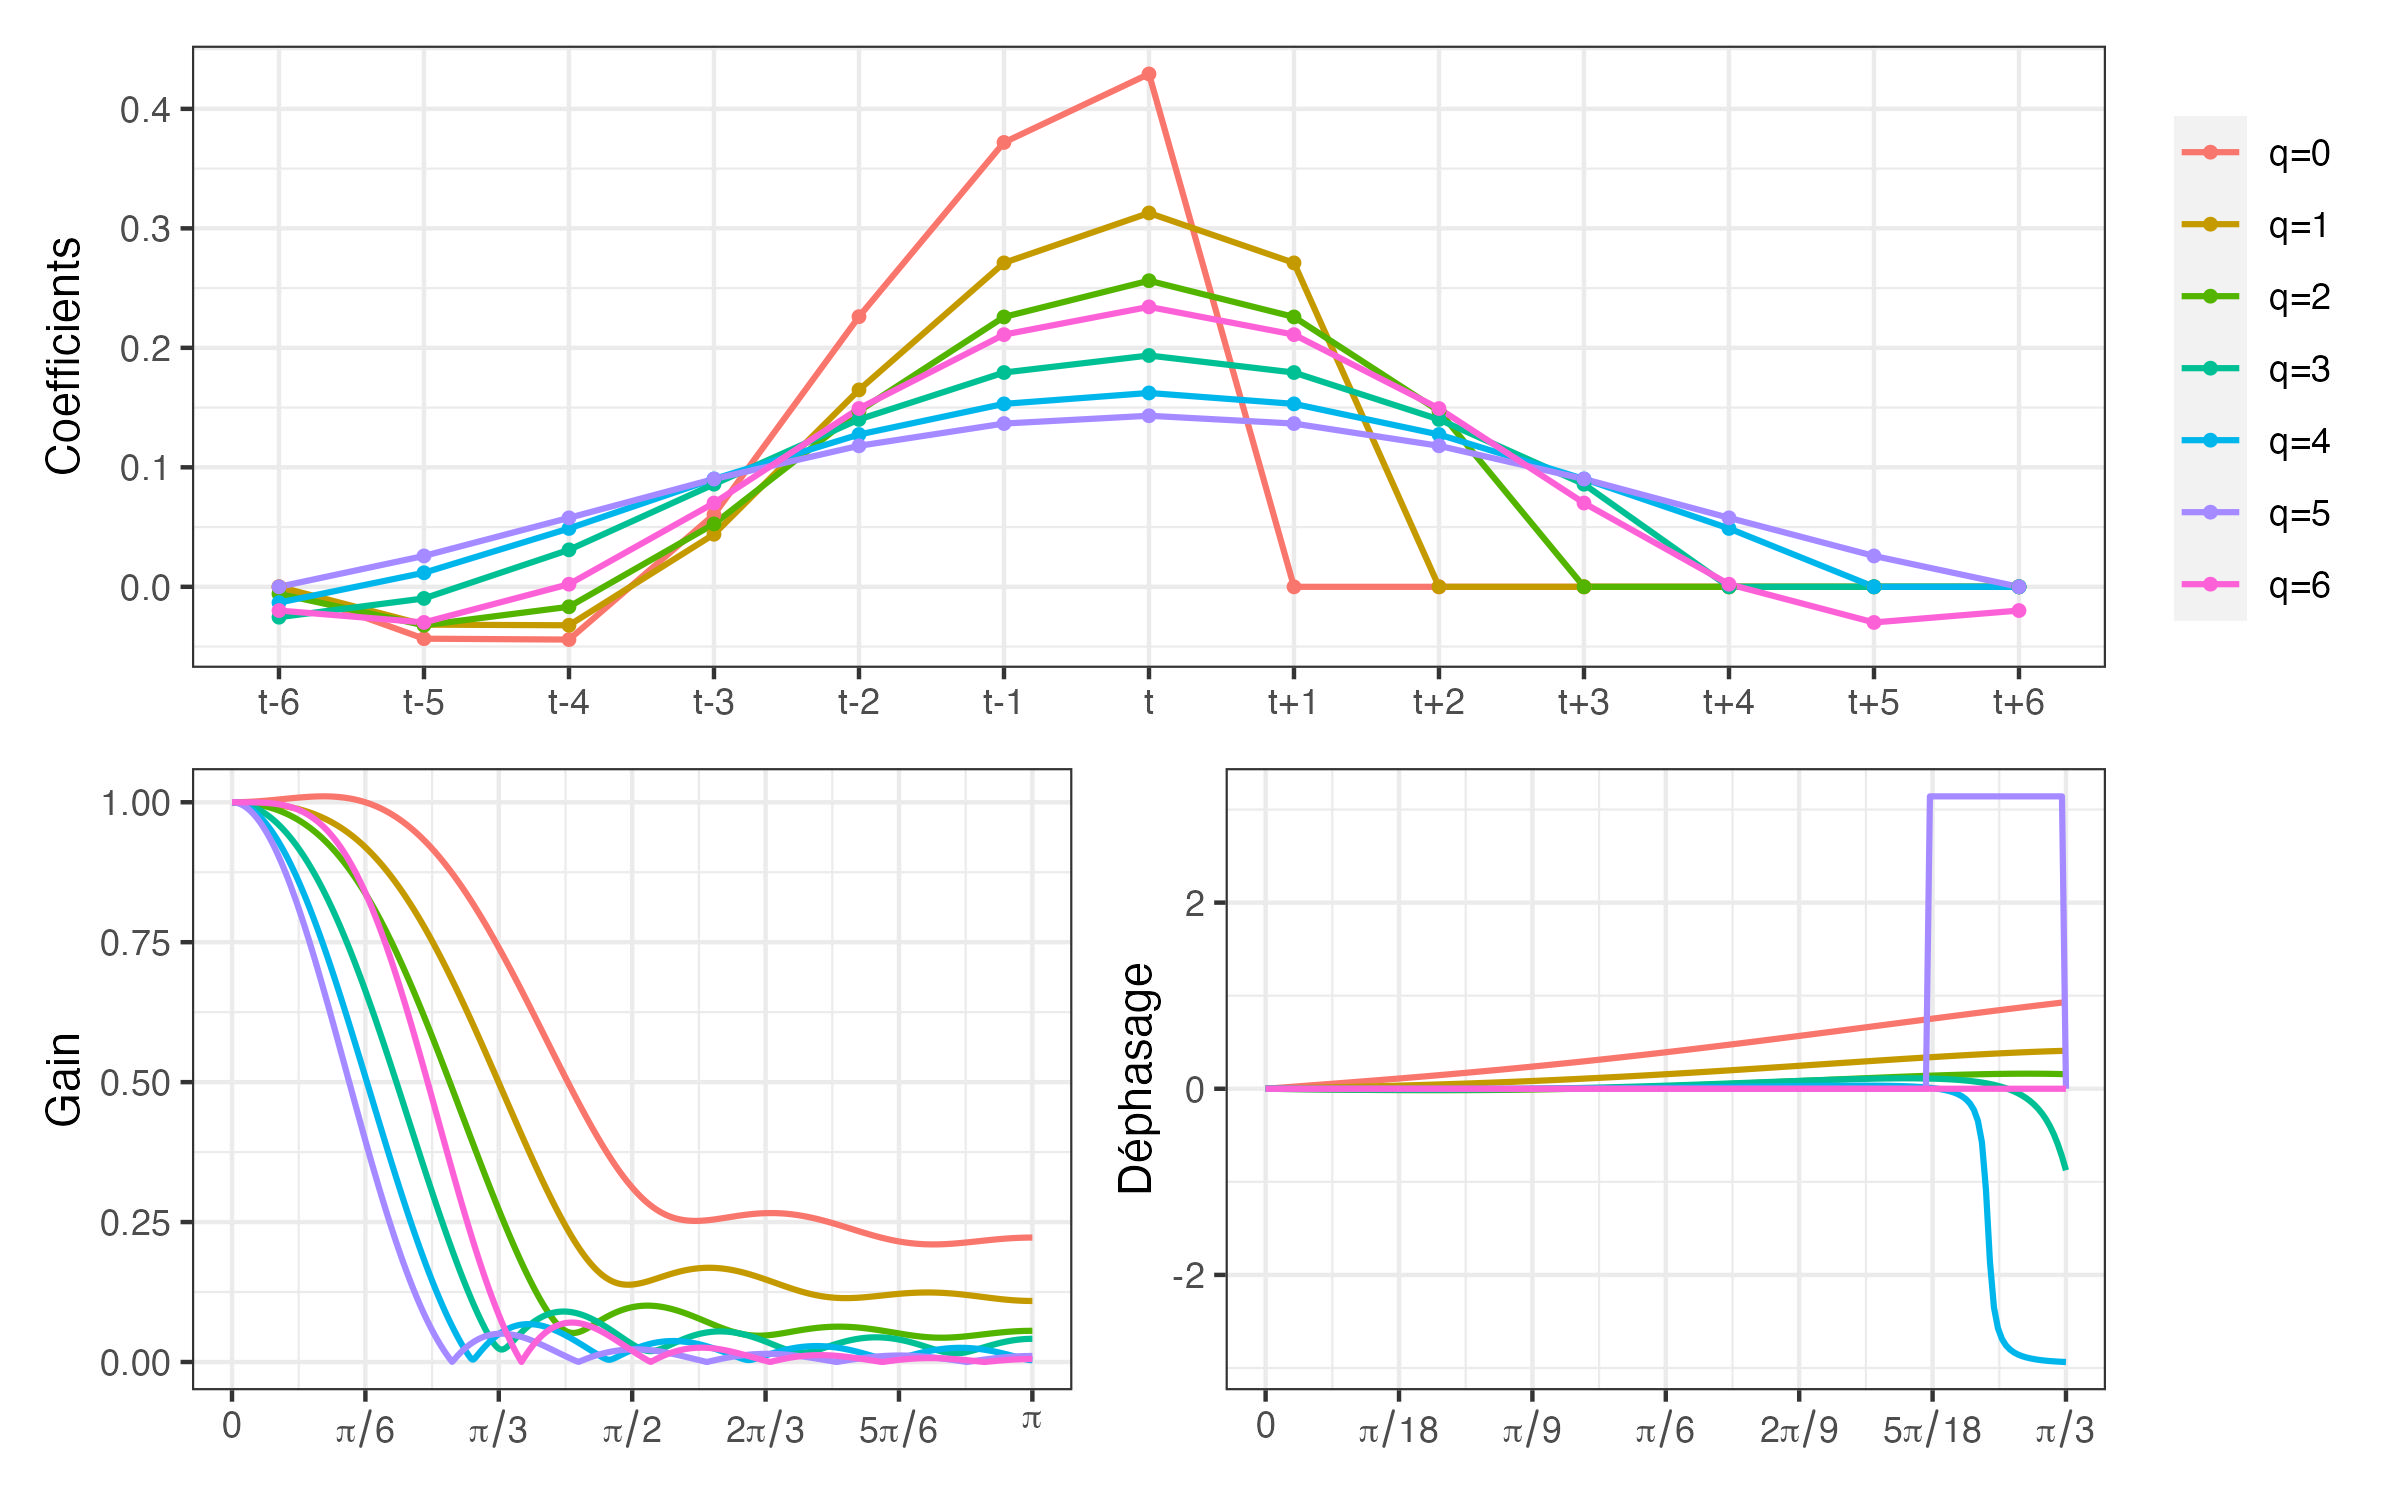 Coefficients
0.4
0.3
0.2
0.1
0.0
t-6 t-5 t-4 t-3 t-2 t-1 t t+1 t+2 t+3 t+4 t+5 t+6
q=0
q=1
q=2
q=3
q=4
q=5
q=6
Gain
1.00
0.75
0.50
0.25
0.00
0 π/6 π/3 π/2 2π/3 5π/6 π
Déphasage
2
0
-2
0 π/18 π/9 π/6 2π/9 5π/18 π/3